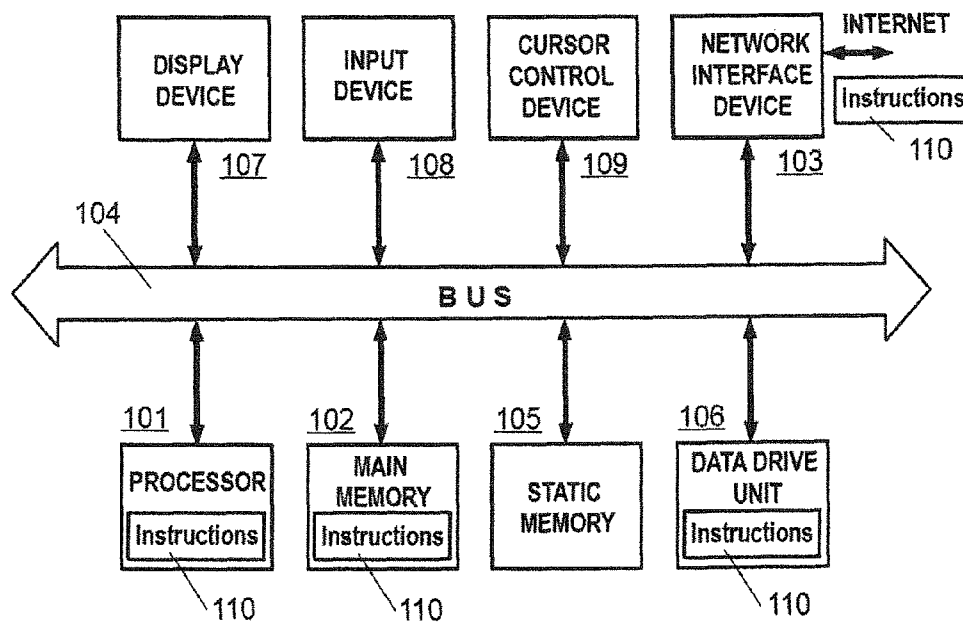 DISPLAY
DEVICE
INPUT
DEVICE
CURSOR
CONTROL
DEVICE
NETWORK
INTERFACE
DEVICE
INTERNET
Instructions
110
107
108
109
103
104
BUS
101
102
105
106
PROCESSOR
Instructions
MAIN
MEMORY
Instructions
STATIC
MEMORY
DATA DRIVE
UNIT
Instructions
110
110
110